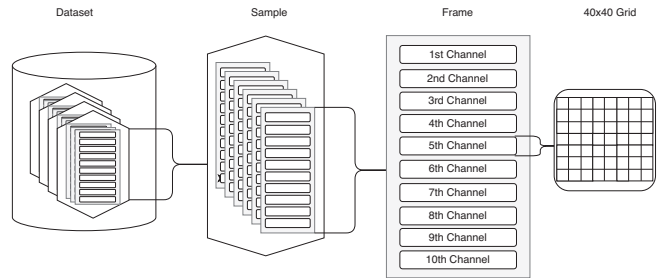 Dataset
Sample
Frame
40x40 Grid
1st Channel
2nd Channel
3rd Channel
4th Channel
5th Channel
6th Channel
7th Channel
8th Channel
9th Channel
10th Channel